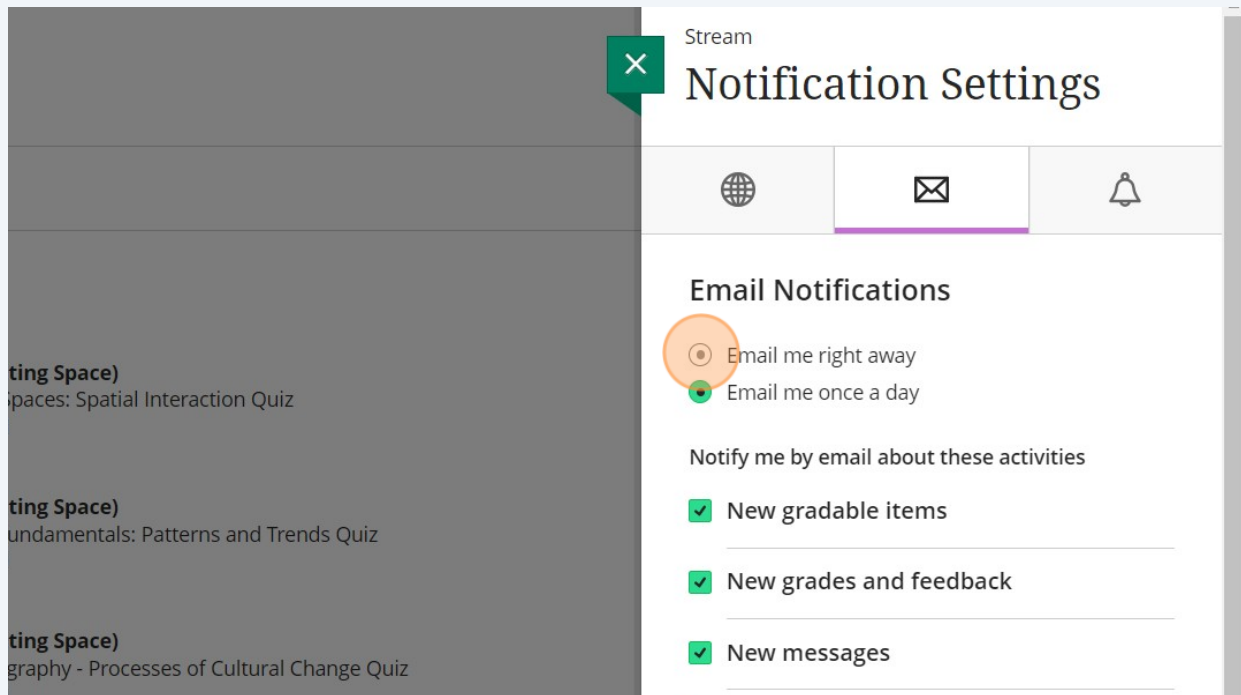 Stream
Notification Settings
Email Notifications
Email me right away
Email me once a day
Notify me by email about these activities
New gradable items
New grades and feedback
New messages
ting Space)
Spaces: Spatial Interaction Quiz
ting Space)
undamentals: Patterns and Trends Quiz
ting Space)
graphy - Processes of Cultural Change Quiz